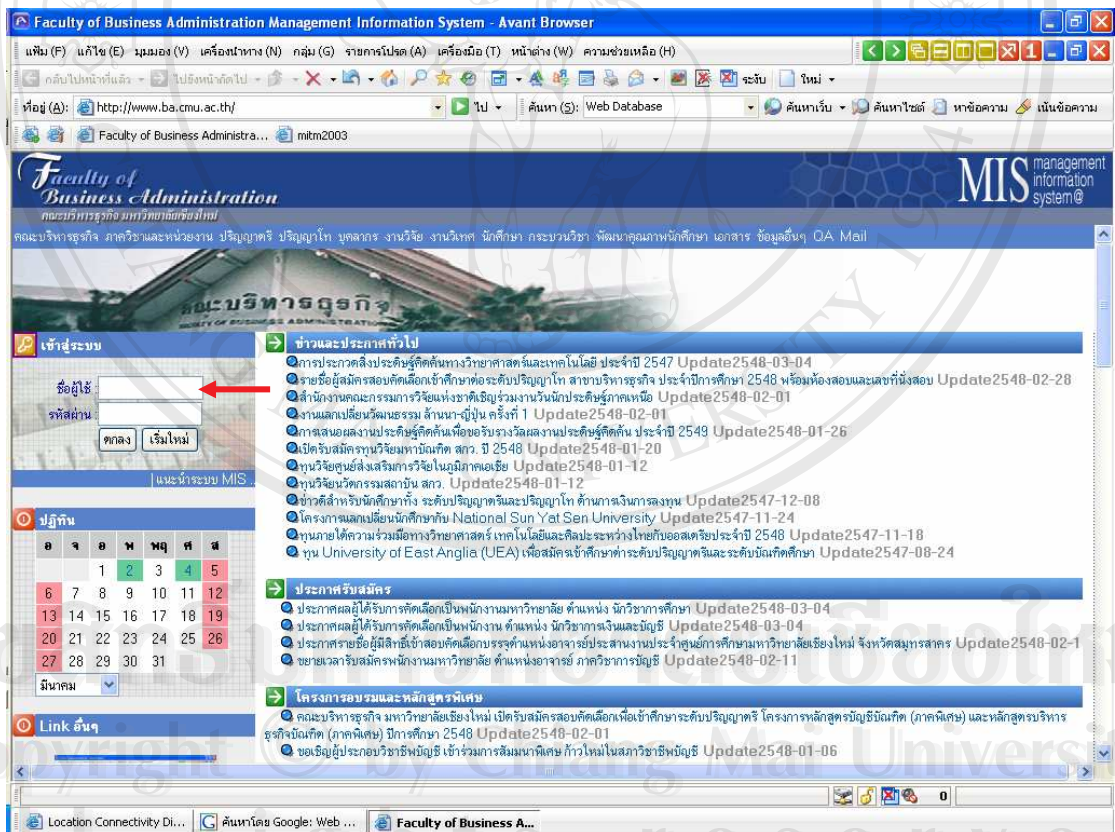 Faculty of Business Administration Management Information System - Avant Browser
แฟ้ม (F) แก้ไข (E) มุมมอง (V) เครื่องนำทาง (N) กลุ่ม (G) รายการโปรด (A) เครื่องมือ (T) หน้าต่าง (W) ความช่วยเหลือ (H)
กลับไปหน้าที่แล้ว ไปยังหน้าถัดไป ระงับ ใหม่
ที่อยู่ (A): http://www.ba.cmu.ac.th/ ไป ค้นหา (S): Web Database ค้นหาเว็บ ค้นหาไซต์ หาข้อความ เน้นข้อความ
Faculty of Business Administra... mitm2003
Faculty of
Business Administration
คณะบริหารธุรกิจ มหาวิทยาลัยเชียงใหม่
MIS management information system@
คณะบริหารธุรกิจ ภาควิชาและหน่วยงาน ปริญญาตรี ปริญญาโท บุคลากร งานวิจัย งานวิเทศ นักศึกษา กระบวนวิชา พัฒนาคุณภาพนักศึกษา เอกสาร ข้อมูลอื่นๆ QA Mail
คณะบริหารธุรกิจ
FACULTY OF BUSINESS ADMINISTRATION
เข้าสู่ระบบ
ชื่อผู้ใช้
รหัสผ่าน
ตกลง เริ่มใหม่
|แนะนำระบบ MIS..
ปฏิทิน
อ จ อ พ พฤ ศ ส
1 2 3 4 5
6 7 8 9 10 11 12
13 14 15 16 17 18 19
20 21 22 23 24 25 26
27 28 29 30 31
มีนาคม
Link อื่นๆ
ข่าวและประกาศทั่วไป
การประกวดสิ่งประดิษฐ์คิดค้นทางวิทยาศาสตร์และเทคโนโลยี ประจำปี 2547 Update2548-03-04
รายชื่อผู้สมัครสอบคัดเลือกเข้าศึกษาต่อระดับปริญญาโท สาขาบริหารธุรกิจ ประจำปีการศึกษา 2548 พร้อมห้องสอบและเลขที่นั่งสอบ Update2548-02-28
สำนักงานคณะกรรมการวิจัยแห่งชาติเชิญร่วมงานวันนักประดิษฐ์ภาคเหนือ Update2548-02-01
งานแลกเปลี่ยนวัฒนธรรม ล้านนา-ญี่ปุ่น ครั้งที่ 1 Update2548-02-01
การเสนอผลงานประดิษฐ์คิดค้นเพื่อขอรับรางวัลผลงานประดิษฐ์คิดค้น ประจำปี 2549 Update2548-01-26
เปิดรับสมัครทุนวิจัยมหาบัณฑิต สกว. ปี 2548 Update2548-01-20
ทุนวิจัยศูนย์ส่งเสริมการวิจัยในภูมิภาคเอเชีย Update2548-01-12
ทุนวิจัยนวัตกรรมสถาบัน สกว. Update2548-01-12
ข่าวดีสำหรับนักศึกษาทั้ง ระดับปริญญาตรีและปริญญาโท ด้านการเงินการลงทุน Update2547-12-08
โครงการแลกเปลี่ยนนักศึกษากับ National Sun Yat Sen University Update2547-11-24
ทุนภายใต้ความร่วมมือทางวิทยาศาสตร์ เทคโนโลยีและศิลปะระหว่างไทยกับออสเตรียประจำปี 2548 Update2547-11-18
ทุน University of East Anglia (UEA) เพื่อสมัครเข้าศึกษาต่อระดับปริญญาตรีและระดับบัณฑิตศึกษา Update2547-08-24
ประกาศรับสมัคร
ประกาศผลผู้ได้รับการคัดเลือกเป็นพนักงานมหาวิทยาลัย ตำแหน่ง นักวิชาการศึกษา Update2548-03-04
ประกาศผลผู้ได้รับการคัดเลือกเป็นพนักงาน ตำแหน่ง นักวิชาการเงินและบัญชี Update2548-03-04
ประกาศรายชื่อผู้มีสิทธิ์เข้าสอบคัดเลือกบรรจุตำแหน่งอาจารย์ประสานงานประจำศูนย์การศึกษามหาวิทยาลัยเชียงใหม่ จังหวัดสมุทรสาคร Update2548-02-1
ขยายเวลารับสมัครพนักงานมหาวิทยาลัย ตำแหน่งอาจารย์ ภาควิชาการบัญชี Update2548-02-11
โครงการอบรมและหลักสูตรพิเศษ
คณะบริหารธุรกิจ มหาวิทยาลัยเชียงใหม่ เปิดรับสมัครสอบคัดเลือกเพื่อเข้าศึกษาระดับปริญญาตรี โครงการหลักสูตรบัญชีบัณฑิต (ภาคพิเศษ) และหลักสูตรบริหาร
ธุรกิจบัณฑิต (ภาคพิเศษ) ปีการศึกษา 2548 Update2548-02-01
ขอเชิญผู้ประกอบวิชาชีพบัญชี เข้าร่วมการสัมมนาพิเศษ ก้าวใหม่ในสภาวิชาชีพบัญชี Update2548-01-06
0
Location Connectivity Di... ค้นหาโดย Google: Web ... Faculty of Business A...